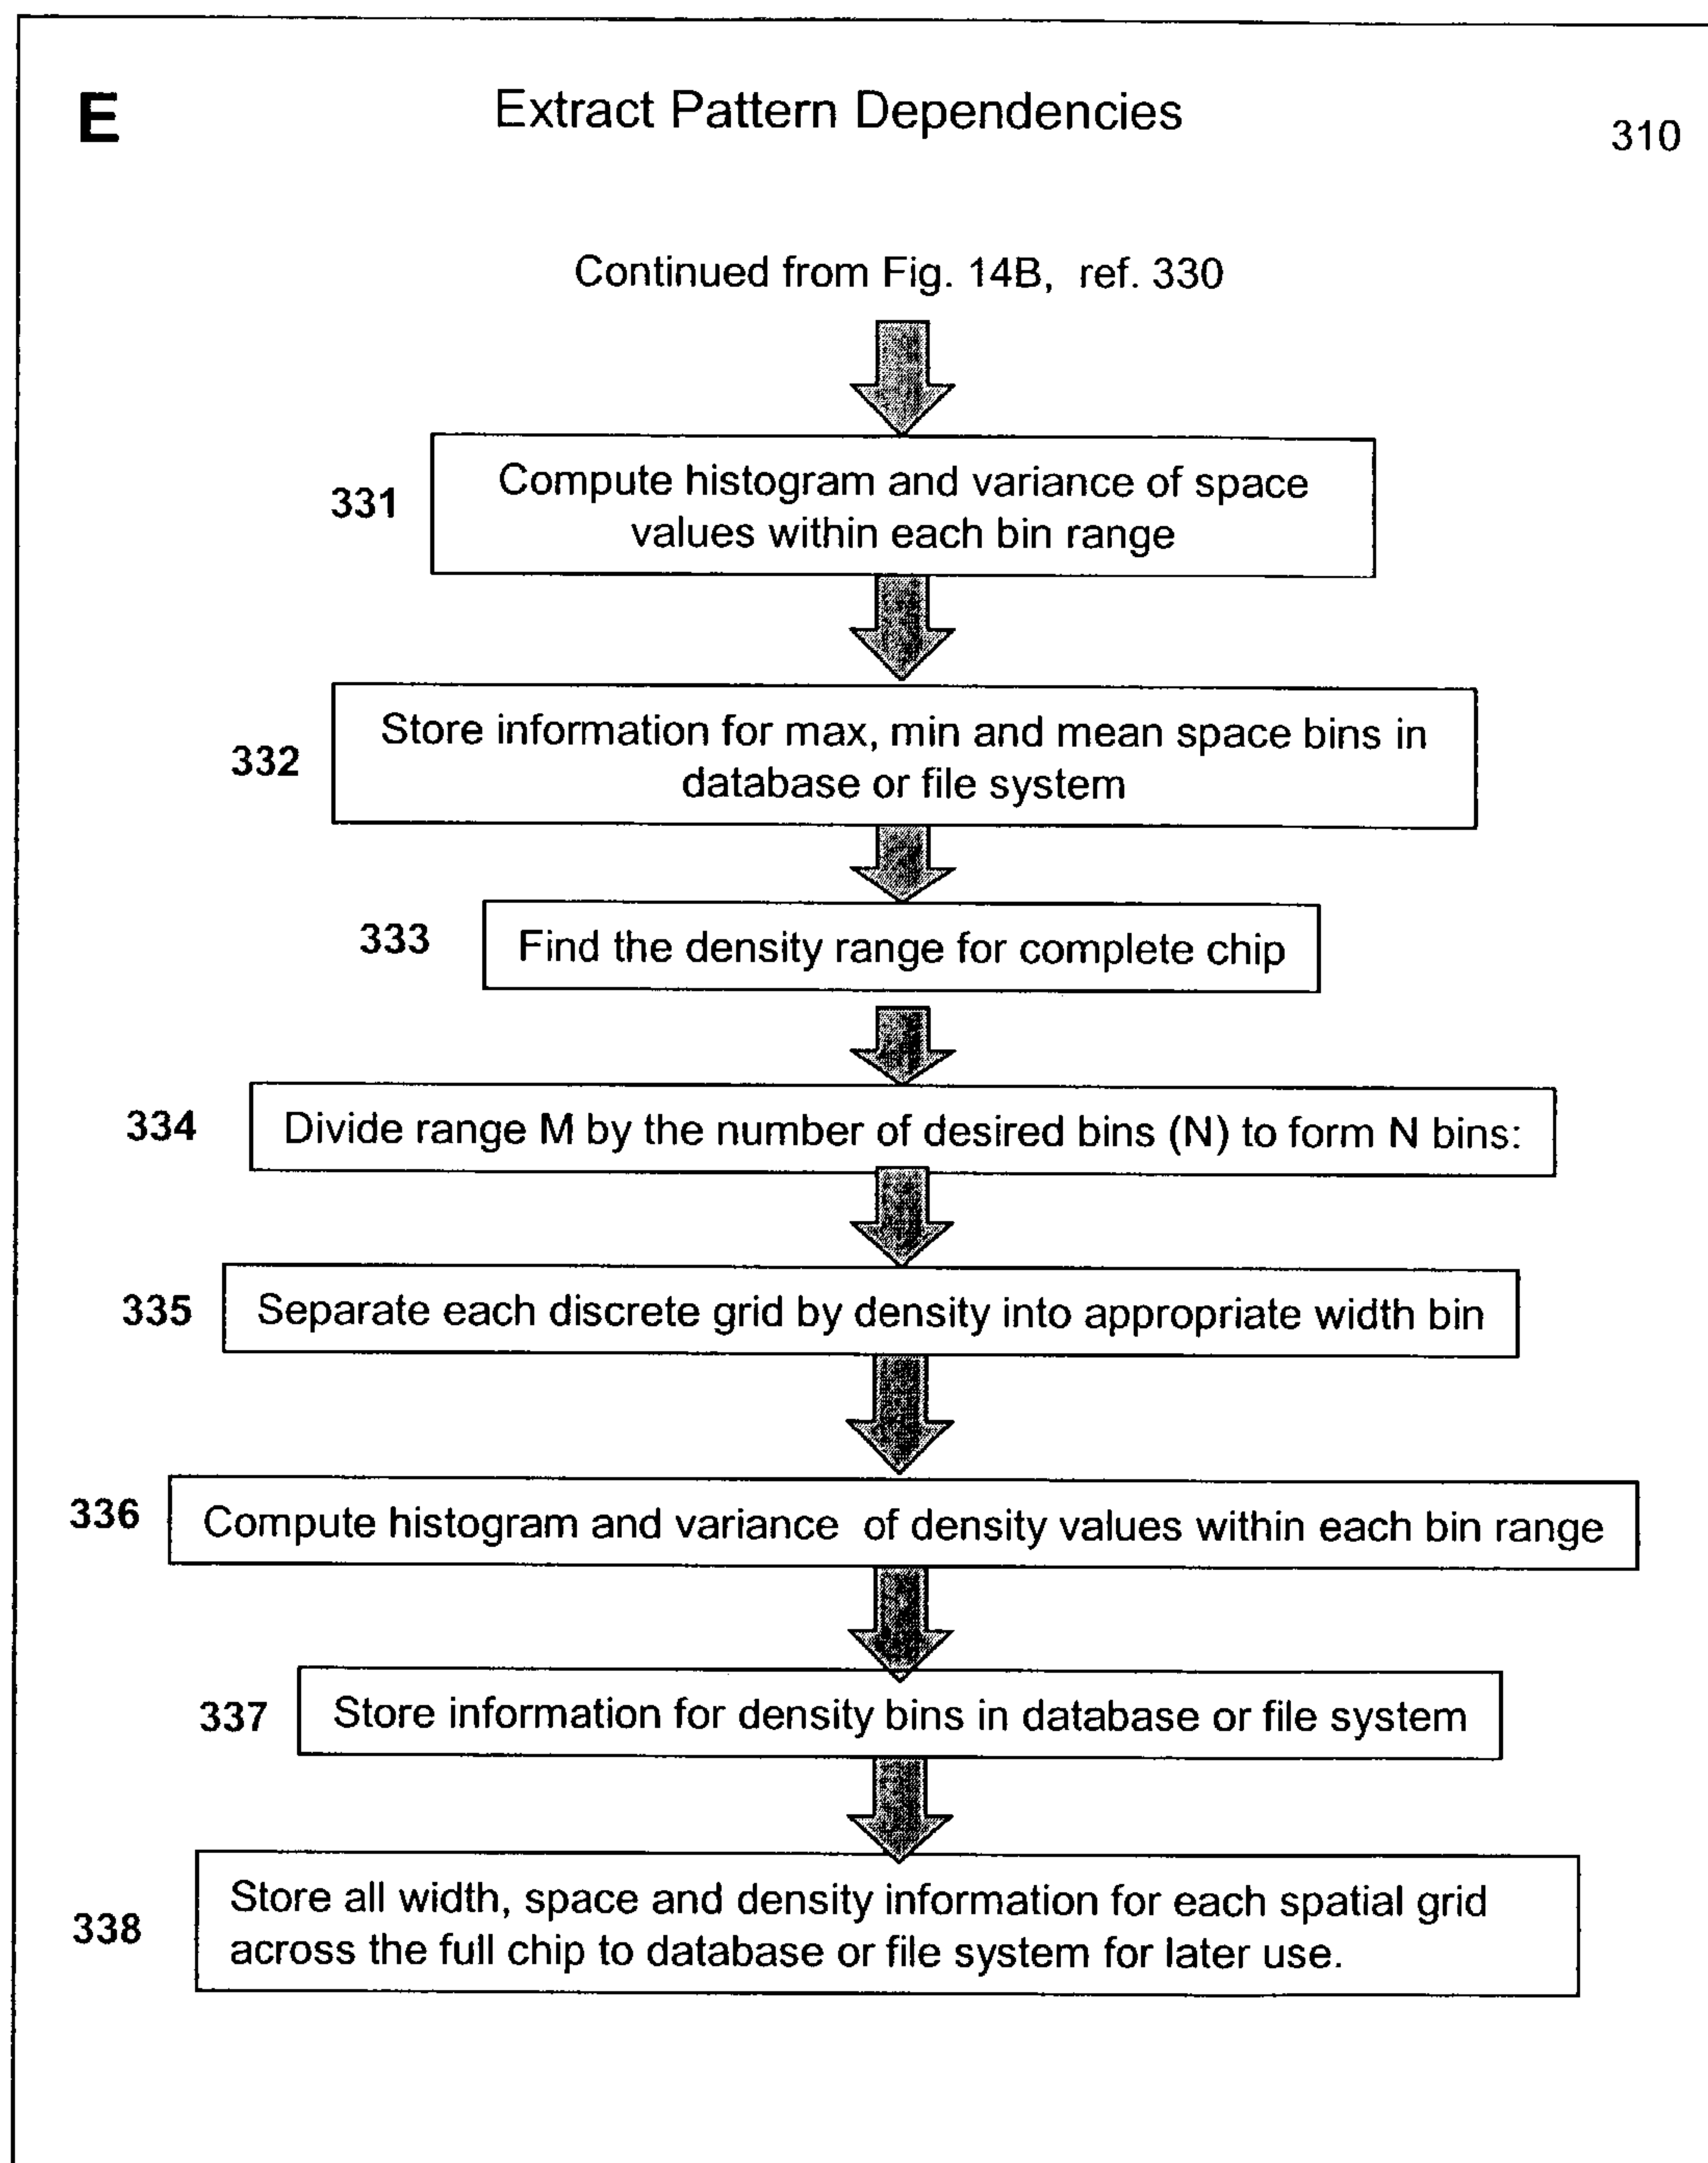 E Extract Pattern Dependencies 310
Continued from Fig. 14B, ref. 330
331 Compute histogram and variance of space
values within each bin range
332 Store information for max, min and mean space bins in
database or file system
333 Find the density range for complete chip
334 Divide range M by the number of desired bins (N) to form N bins:
335 Separate each discrete grid by density into appropriate width bin
336 Compute histogram and variance of density values within each bin range
337 Store information for density bins in database or file system
338 Store all width, space and density information for each spatial grid
across the full chip to database or file system for later use.